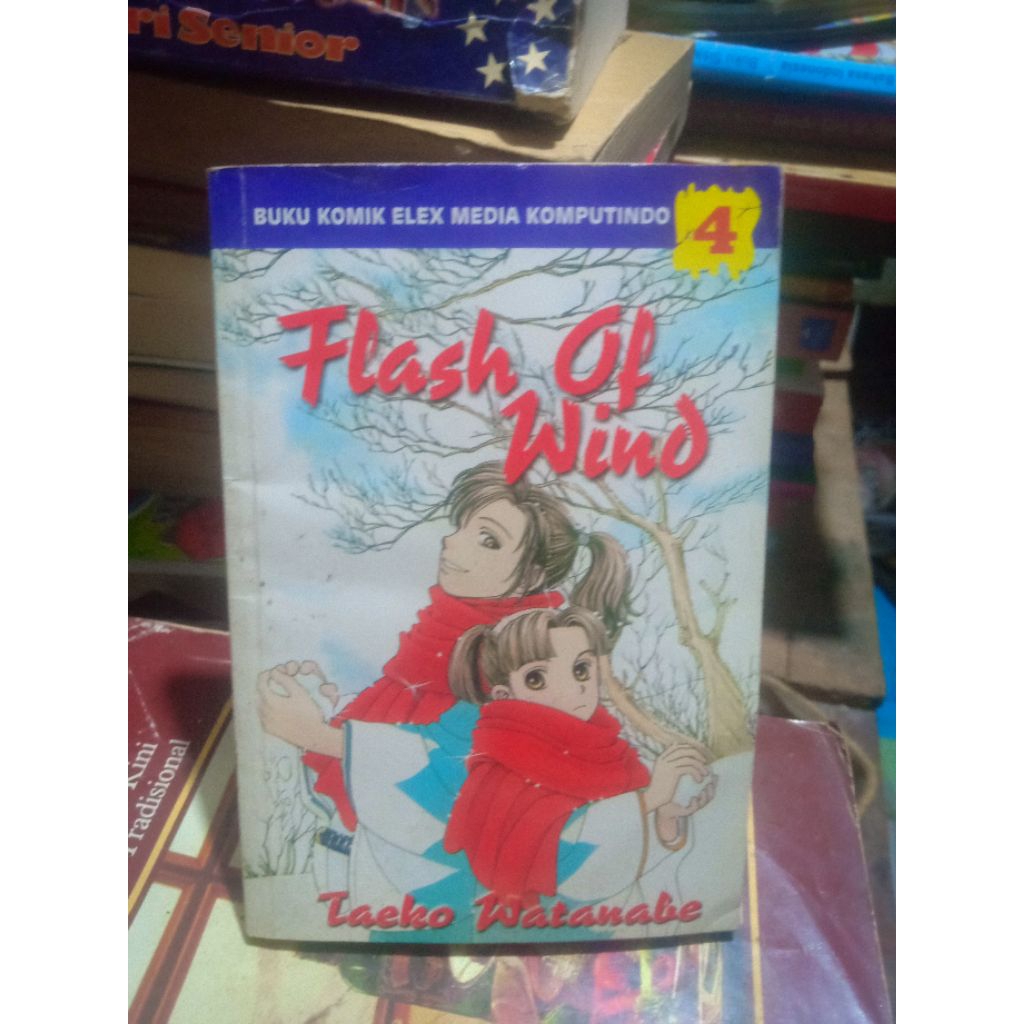 ri Senior
BUKU KOMIK ELEX MEDIA KOMPUTINDO
4
Flash Of
Wind
Kini
Tradisional
Taeko Watanabe